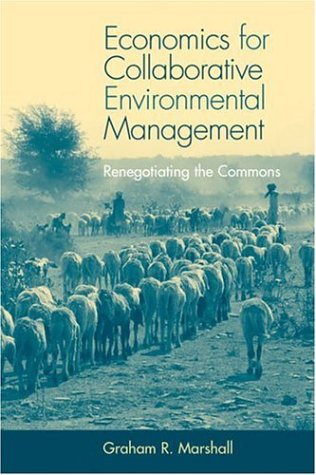 Economics for
Collaborative
Environmental
Management
Renegotiating the Commons
Graham R. Marshall